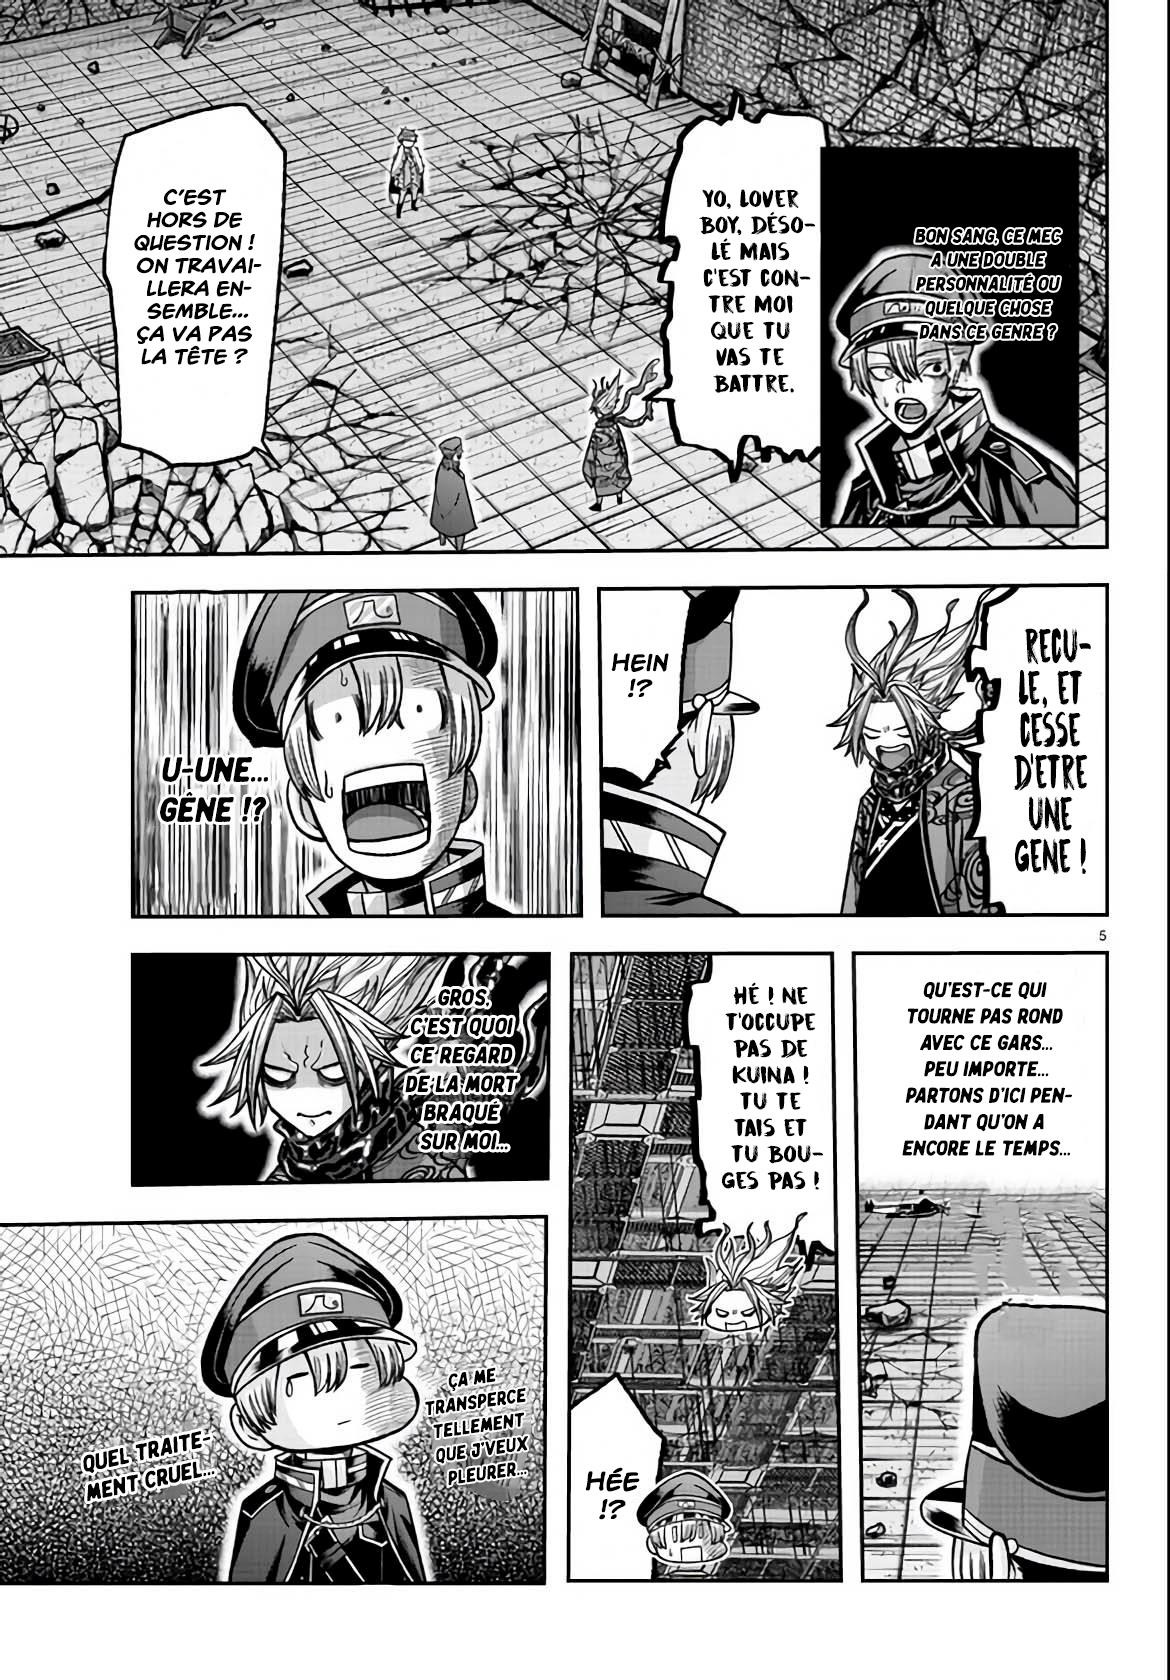 BON SANG, CE MEC
A UNE DOUBLE
PERSONNALITÉ OU
QUELQUE CHOSE
DANS CE GENRE ?
YO, LOVER
BOY, DÉSO-
LÉ MAIS
C'EST CON-
TRE MOI
QUE TU
VAS TE
BATTRE.
C'EST
HORS DE
QUESTION !
ON TRAVAI-
LLERA EN-
SEMBLE...
ÇA VA PAS
LA TÊTE ?
RECU-
LE, ET
CESSE
D'ETRE
UNE
GENE !
HEIN
!?
U-UNE...
GÊNE !?
5
QU'EST-CE QUI
TOURNE PAS ROND
AVEC CE GARS...
PEU IMPORTE...
PARTONS D'ICI PEN-
DANT QU'ON A
ENCORE LE TEMPS...
HÉ ! NE
T'OCCUPE
PAS DE
KUINA !
TU TE
TAIS ET
TU BOU-
GES PAS !
HÉE
!?
GROS,
C'EST QUOI
CE REGARD
DE LA MORT
BRAQUÉ
SUR MOI...
ÇA ME
TRANSPERCE
TELLEMENT
QUE J'VEUX
PLEURER...
QUEL TRAITE-
MENT CRUEL...
九
九